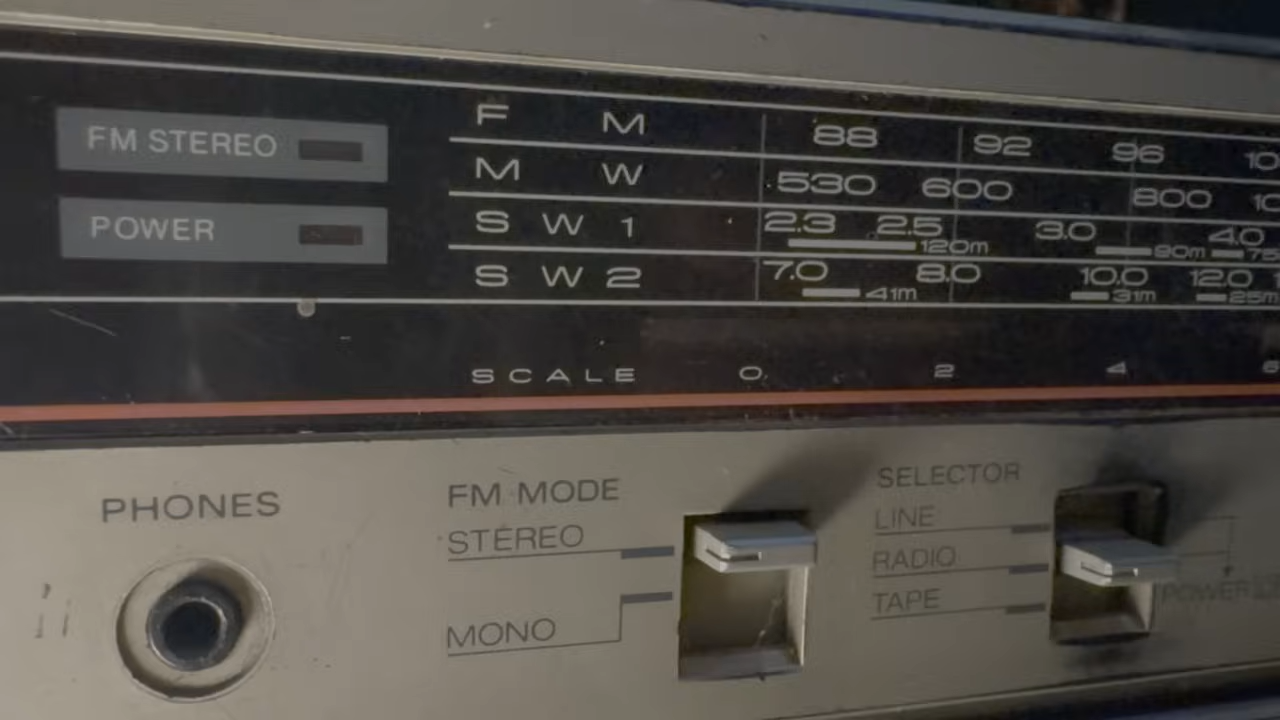 FM STEREO
POWER
F M 88 92 96
M W 530 600 800
S W 1 2.3 2.5 3.0 4.0
120m 90m
S W 2 7.0 8.0 10.0 12.0
41m 31m 25m
SCALE 0 2 4
PHONES
FM MODE
STEREO
MONO
SELECTOR
LINE
RADIO
TAPE
POWER